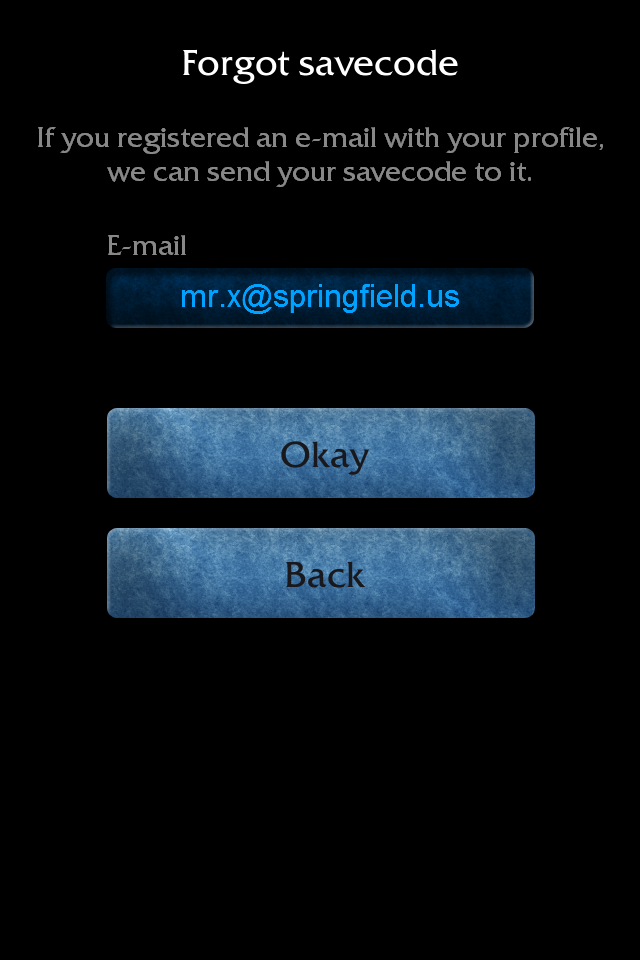 Forgot savecode
If you registered an e-mail with your profile,
we can send your savecode to it.
E-mail
mr.x@springfield.us
Okay
Back